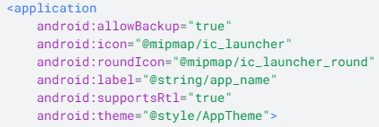 <application
android:allowBackup="true"
android:icon="@mipmap/ic_launcher"
android:roundIcon="@mipmap/ic_launcher_round"
android:label="@string/app_name"
android:supportsRtl="true"
android:theme="@style/AppTheme">